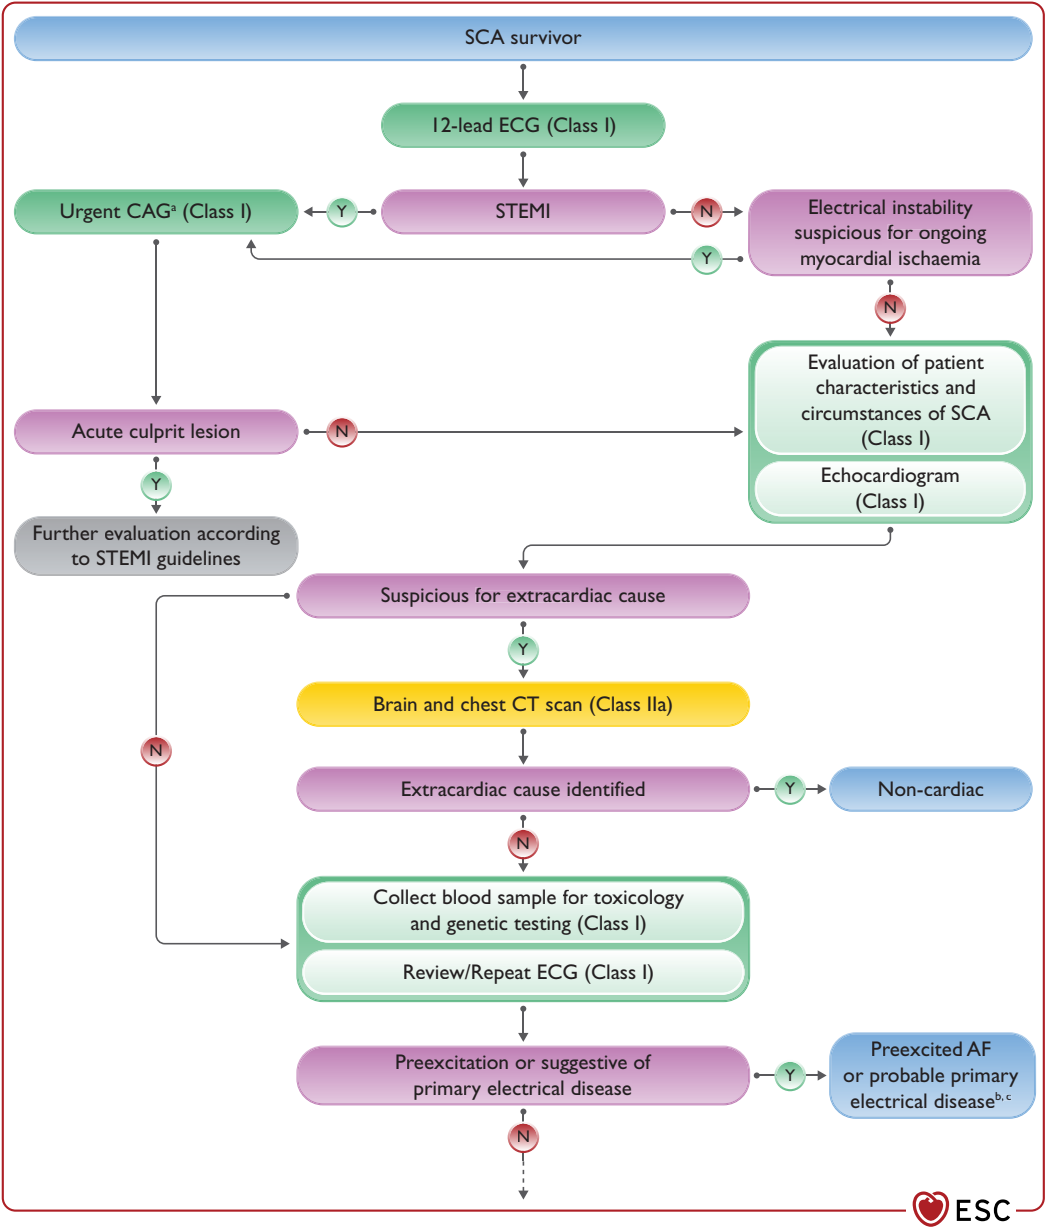 SCA survivor
12-lead ECG (Class I)
Urgent CAGᵃ (Class I)
Y
STEMI
N
Electrical instability
suspicious for ongoing
myocardial ischaemia
Y
N
Evaluation of patient
characteristics and
circumstances of SCA
(Class I)
Echocardiogram
(Class I)
Acute culprit lesion
N
Y
Further evaluation according
to STEMI guidelines
Suspicious for extracardiac cause
Y
Brain and chest CT scan (Class IIa)
N
Extracardiac cause identified
Y
Non-cardiac
N
Collect blood sample for toxicology
and genetic testing (Class I)
Review/Repeat ECG (Class I)
Preexcitation or suggestive of
primary electrical disease
Y
Preexcited AF
or probable primary
electrical diseaseᵇ, ᶜ
N
ESC